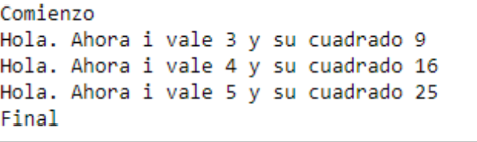 Comienzo
Hola. Ahora i vale 3 y su cuadrado 9
Hola. Ahora i vale 4 y su cuadrado 16
Hola. Ahora i vale 5 y su cuadrado 25
Final